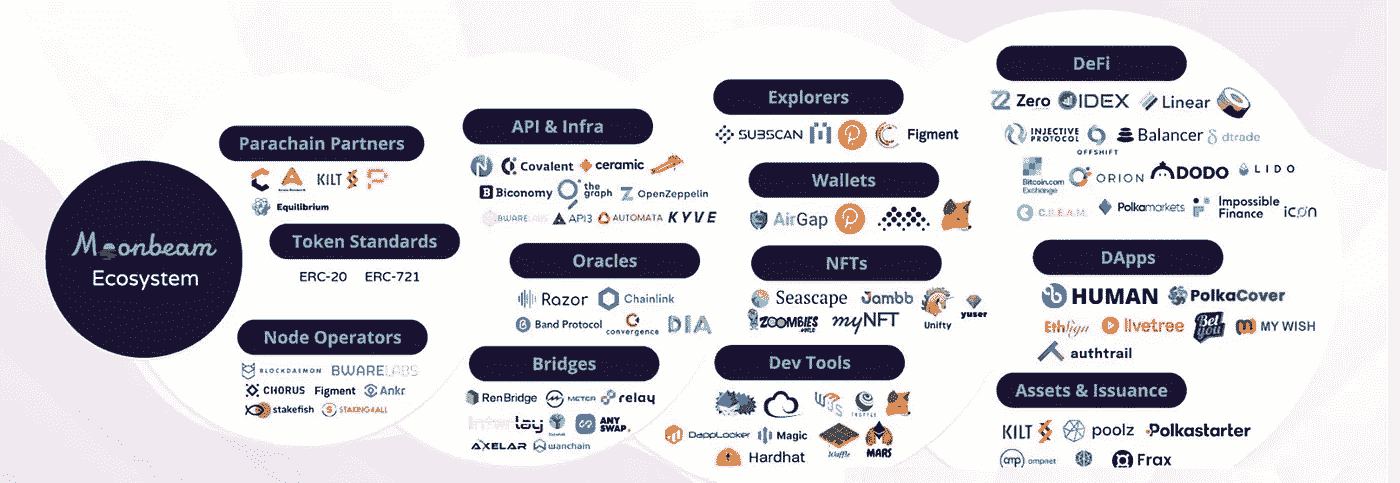 Moonbeam
Ecosystem
Parachain Partners
KILT
Equilibrium
Token Standards
ERC-20 ERC-721
Node Operators
BLOCKDAEMON BWARELABS
CHORUS Figment Ankr
stakefish STAKING4ALL
API & Infra
Covalent ceramic
Biconomy the graph OpenZeppelin
BWARELABS API3 AUTOMATA KYVE
Oracles
Razor Chainlink
Band Protocol convergence DIA
Bridges
RenBridge METER relay
interlay ANY SWAP.
AXELAR wanchain
Explorers
SUBSCAN Figment
Wallets
AirGap
NFTs
Seascape Jambb
ZOOMBIES WORLD myNFT Unifty yuser
Dev Tools
DappLocker Magic Waffle MARS
Hardhat
DeFi
Zero IDEX Linear
INJECTIVE PROTOCOL OFFSHIFT Balancer dtrade
Bitcoin.com Exchange ORION DODO LIDO
C.R.E.A.M. Polkamarkets Impossible Finance icon
DApps
HUMAN PolkaCover
EthSign livetree Bet you MY WISH
authtrail
Assets & Issuance
KILT poolz Polkastarter
amp ampnet Frax